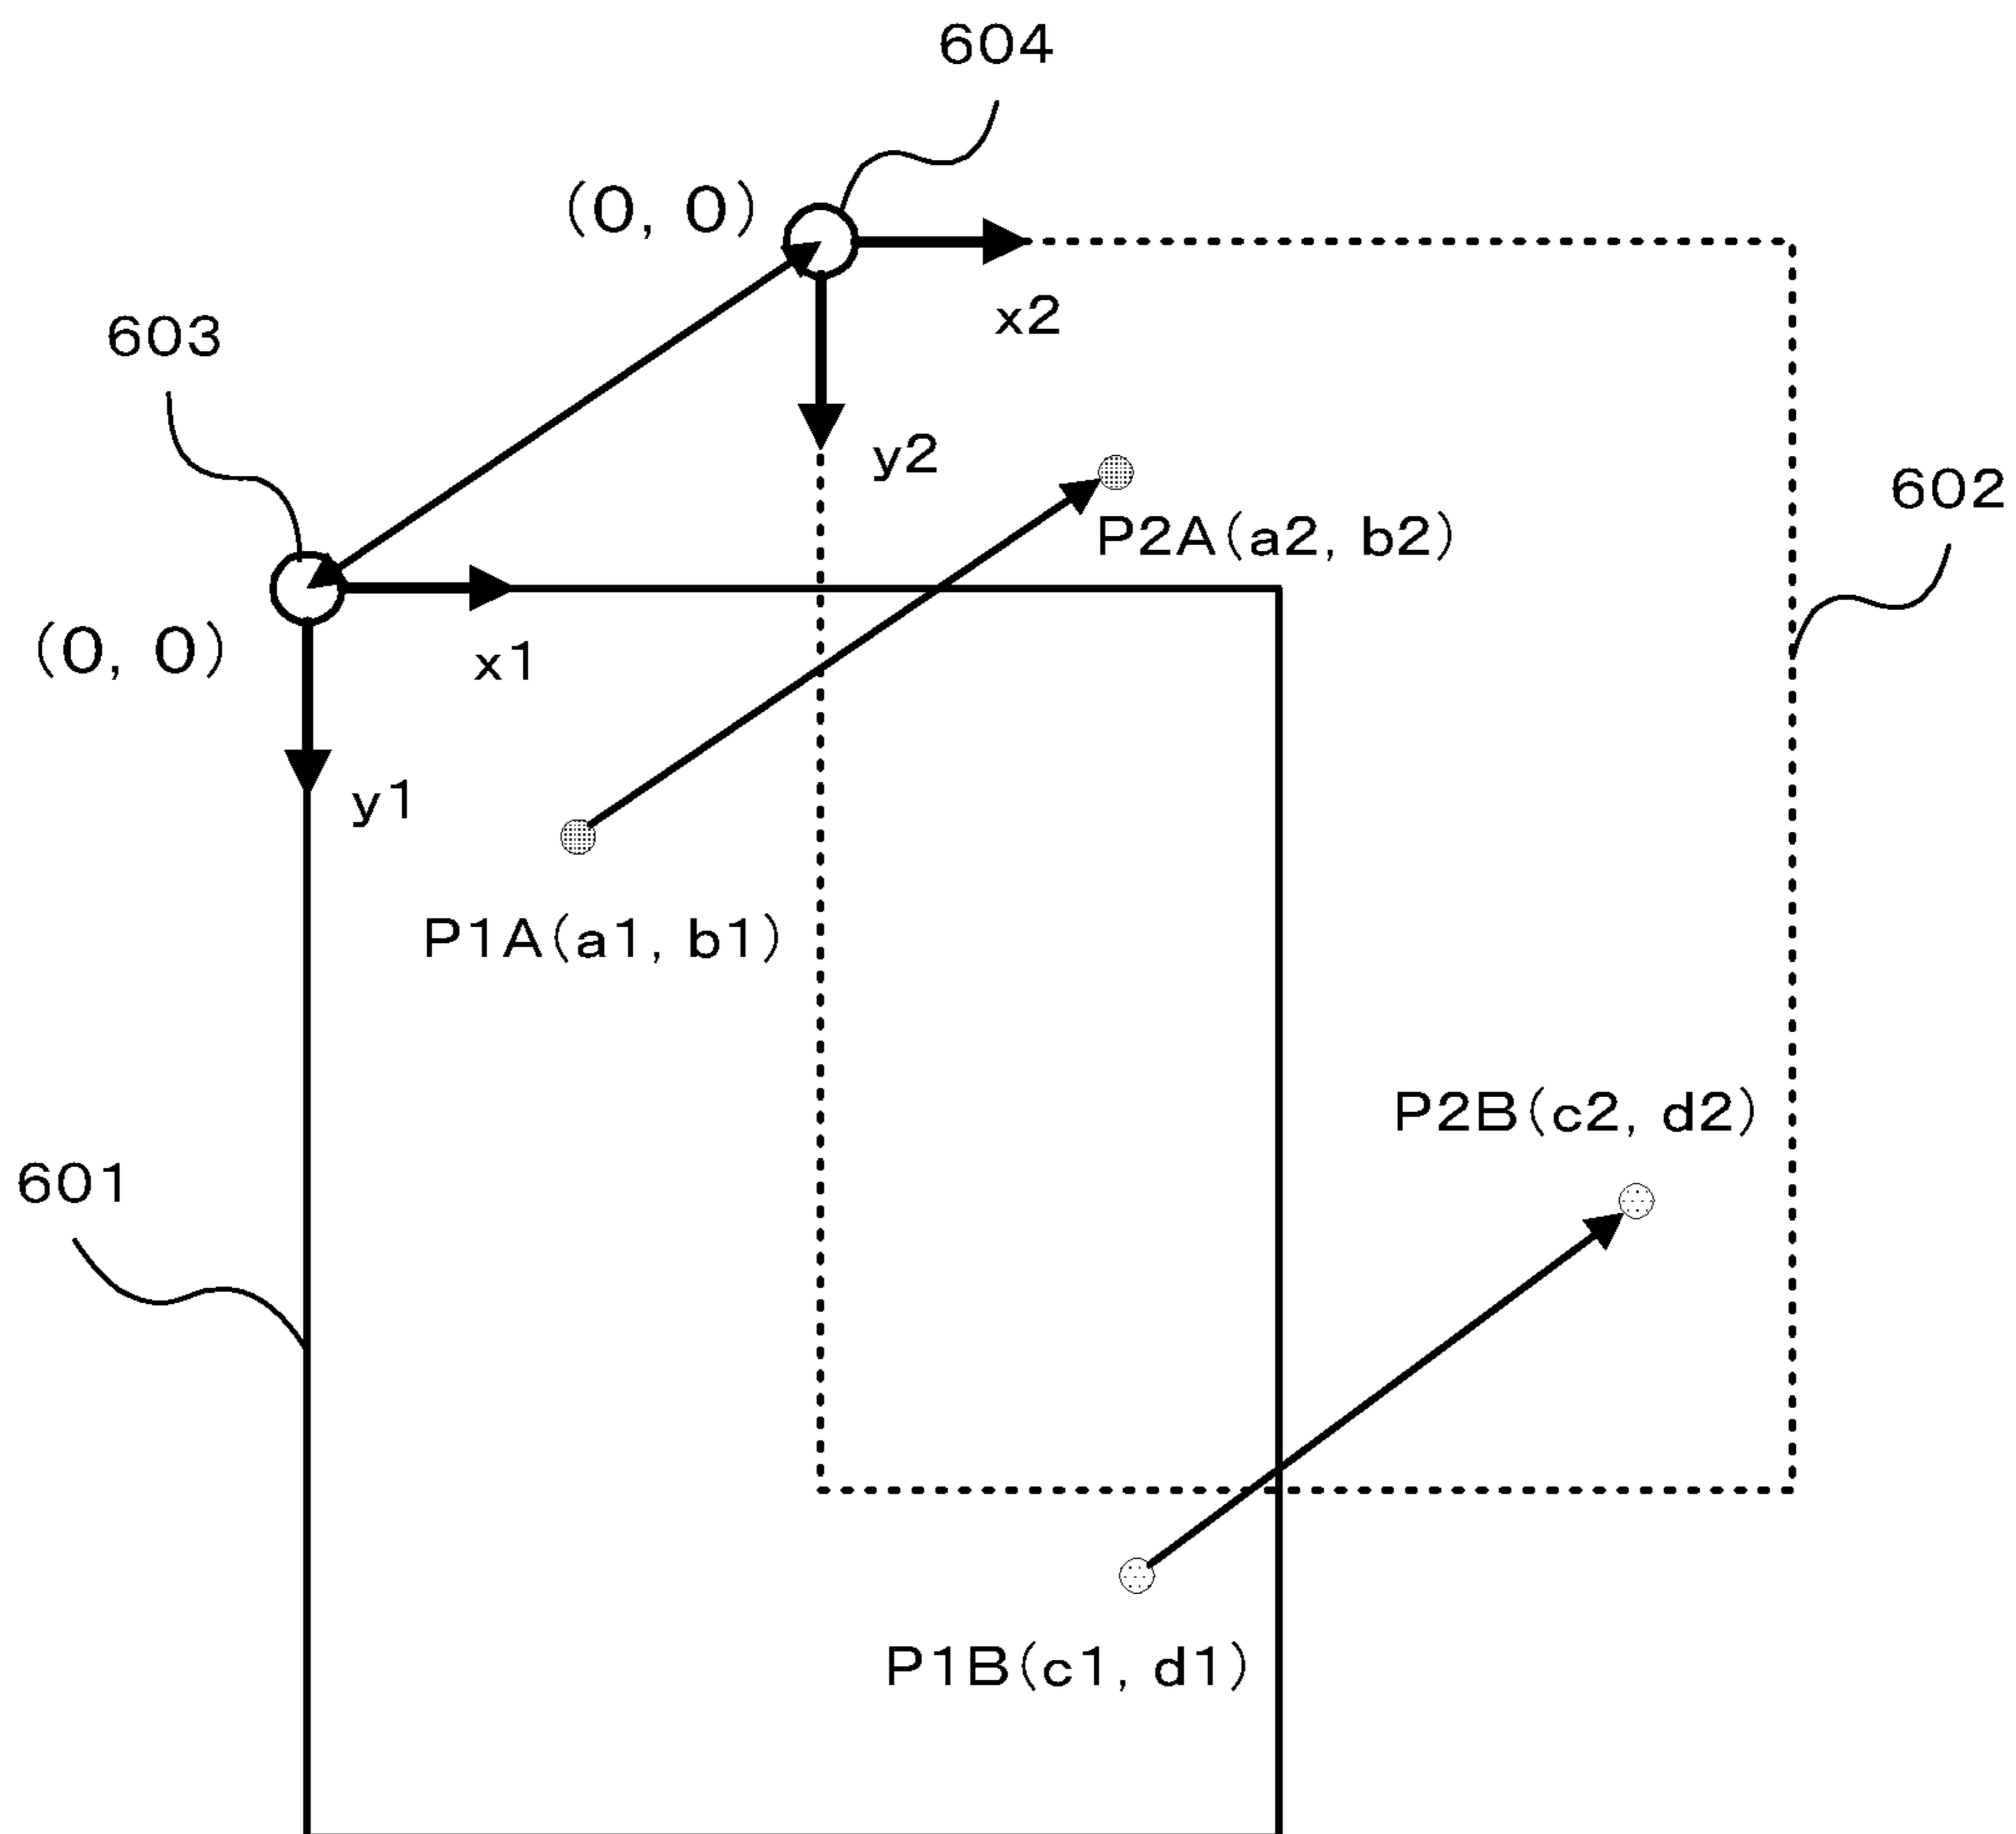 604
(0, 0)
x2
603
y2
602
P2A(a2, b2)
(0, 0)
x1
y1
P1A(a1, b1)
P2B(c2, d2)
601
P1B(c1, d1)